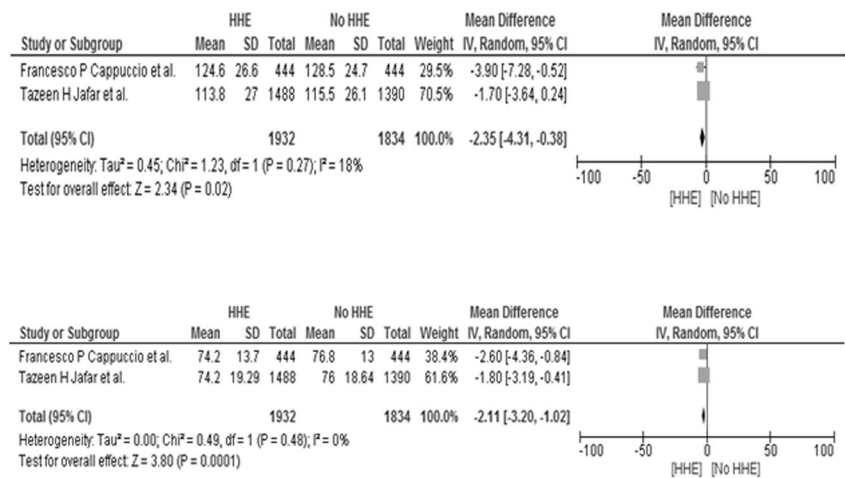 HHE No HHE Mean Difference Mean Difference
Study or Subgroup Mean SD Total Mean SD Total Weight IV, Random, 95% CI IV, Random, 95% CI
Francesco P Cappuccio et al. 124.6 26.6 444 128.5 24.7 444 29.5% -3.90 [-7.28, -0.52]
Tazeen H Jafar et al. 113.8 27 1488 115.5 26.1 1390 70.5% -1.70 [-3.64, 0.24]
Total (95% CI) 1932 1834 100.0% -2.35 [-4.31, -0.38]
Heterogeneity: Tau² = 0.45; Chi² = 1.23, df = 1 (P = 0.27); I² = 18%
Test for overall effect: Z = 2.34 (P = 0.02)
-100 -50 0 50 100
[HHE] [No HHE]
HHE No HHE Mean Difference Mean Difference
Study or Subgroup Mean SD Total Mean SD Total Weight IV, Random, 95% CI IV, Random, 95% CI
Francesco P Cappuccio et al. 74.2 13.7 444 76.8 13 444 38.4% -2.60 [-4.36, -0.84]
Tazeen H Jafar et al. 74.2 19.29 1488 76 18.64 1390 61.6% -1.80 [-3.19, -0.41]
Total (95% CI) 1932 1834 100.0% -2.11 [-3.20, -1.02]
Heterogeneity: Tau² = 0.00; Chi² = 0.49, df = 1 (P = 0.48); I² = 0%
Test for overall effect: Z = 3.80 (P = 0.0001)
-100 -50 0 50 100
[HHE] [No HHE]